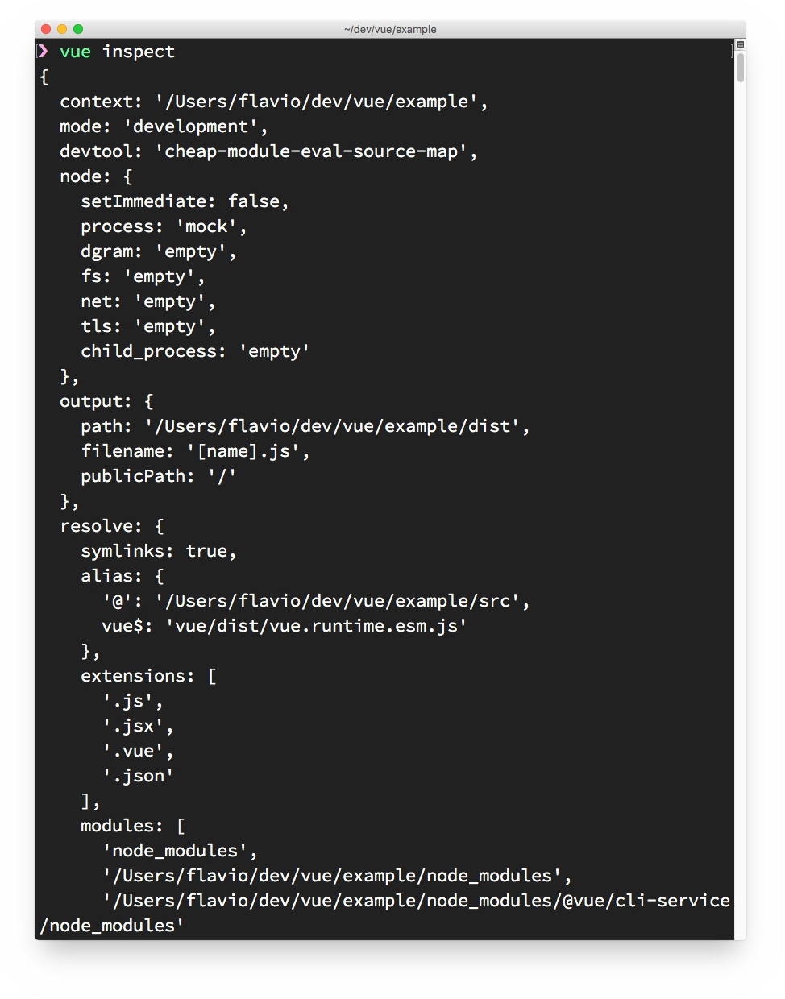 ~/dev/vue/example
❯ vue inspect
{
  context: '/Users/flavio/dev/vue/example',
  mode: 'development',
  devtool: 'cheap-module-eval-source-map',
  node: {
    setImmediate: false,
    process: 'mock',
    dgram: 'empty',
    fs: 'empty',
    net: 'empty',
    tls: 'empty',
    child_process: 'empty'
  },
  output: {
    path: '/Users/flavio/dev/vue/example/dist',
    filename: '[name].js',
    publicPath: '/'
  },
  resolve: {
    symlinks: true,
    alias: {
      '@': '/Users/flavio/dev/vue/example/src',
      vue$: 'vue/dist/vue.runtime.esm.js'
    },
    extensions: [
      '.js',
      '.jsx',
      '.vue',
      '.json'
    ],
    modules: [
      'node_modules',
      '/Users/flavio/dev/vue/example/node_modules',
      '/Users/flavio/dev/vue/example/node_modules/@vue/cli-service
/node_modules'